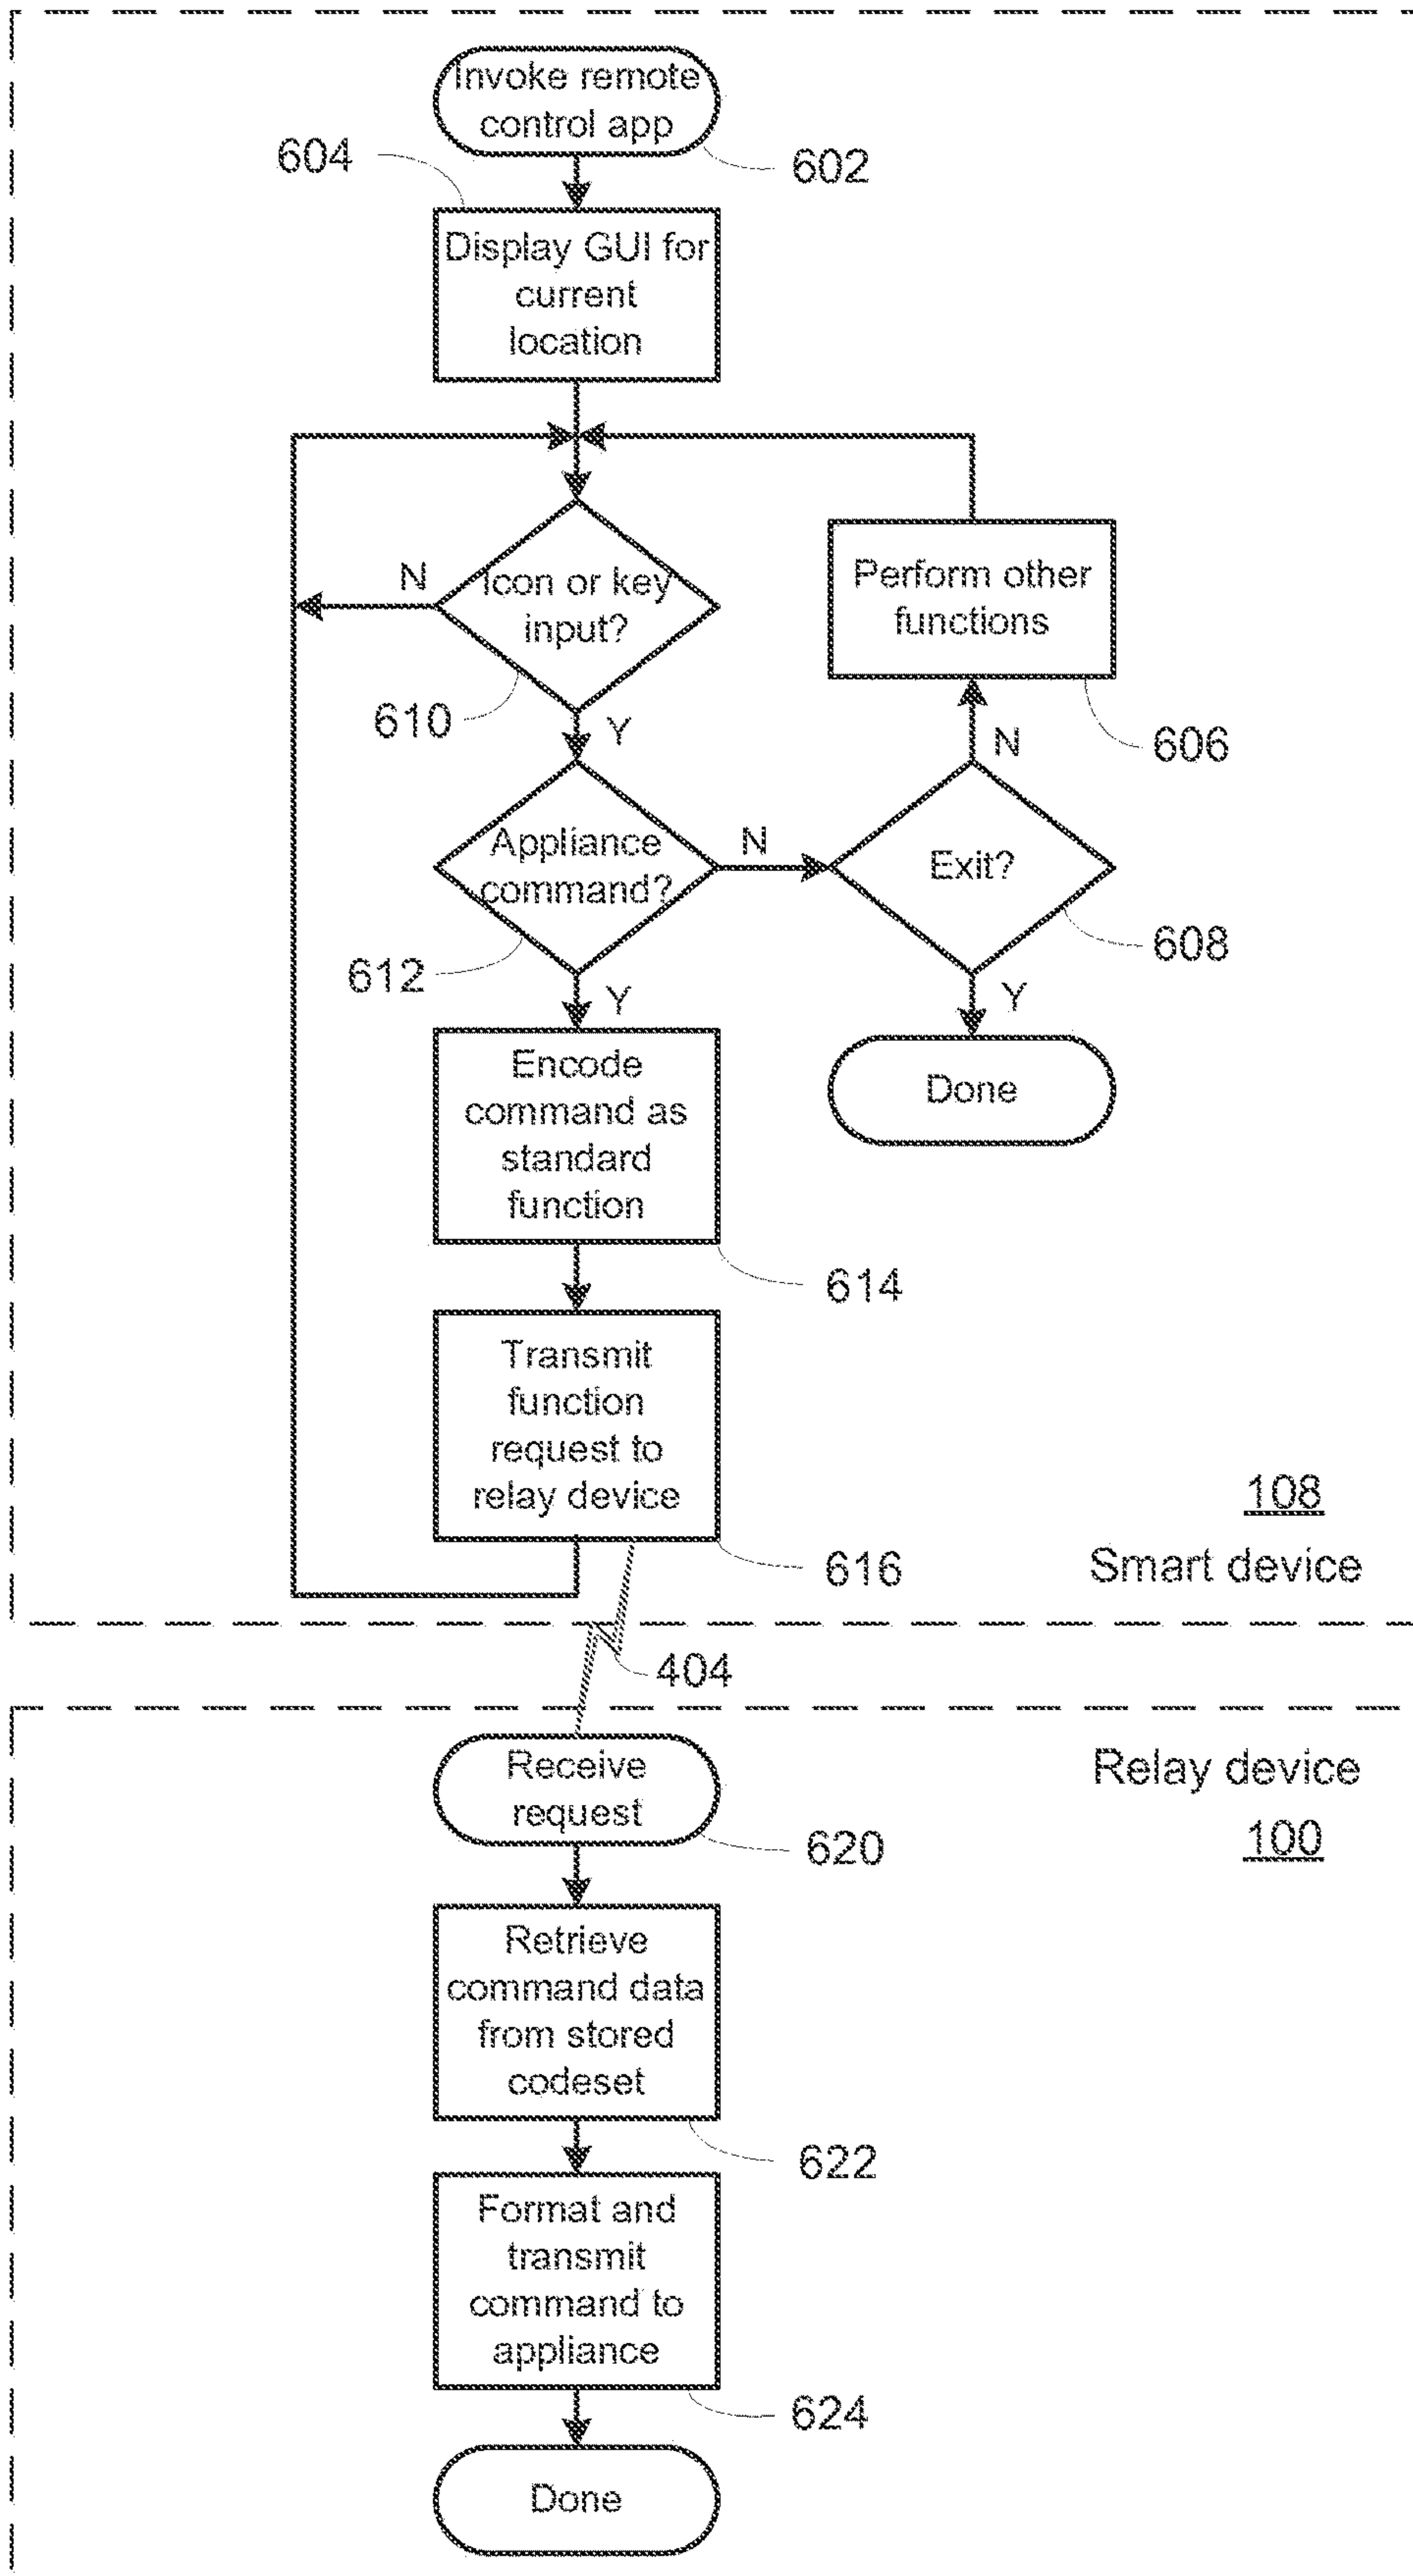 Invoke remote
control app
604
602
Display GUI for
current
location
N
Icon or key
input?
Perform other
functions
610
Y
606
N
Appliance
command?
N
Exit?
612
608
Y
Y
Encode
command as
standard
function
Done
614
Transmit
function
request to
relay device
108
616
Smart device
404
Receive
request
Relay device
620
100
Retrieve
command data
from stored
codeset
622
Format and
transmit
command to
appliance
624
Done